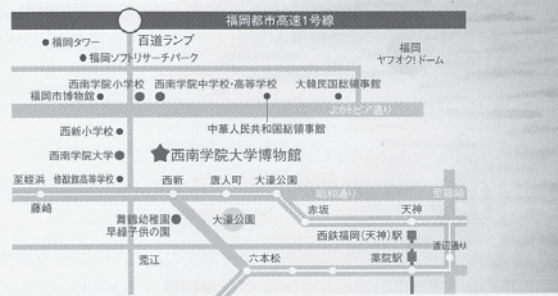 福岡都市高速1号線
●福岡タワー
百道ランプ
●福岡ソフトリサーチパーク
福岡
ヤフオク!ドーム
西南学院小学校
西南学院中学校・高等学校
大韓民国総領事館
福岡市博物館●
よかトピア通り
西新小学校●
中華人民共和国総領事館
西南学院大学●
★西南学院大学博物館
至姪浜
修猷館高等学校●
西新
唐人町
大濠公園
昭和通り
至箱崎
藤崎
舞鶴幼稚園●
早緑子供の園
大濠公園
赤坂
天神
西鉄福岡(天神)駅
渡辺通り
荒江
六本松
薬院駅